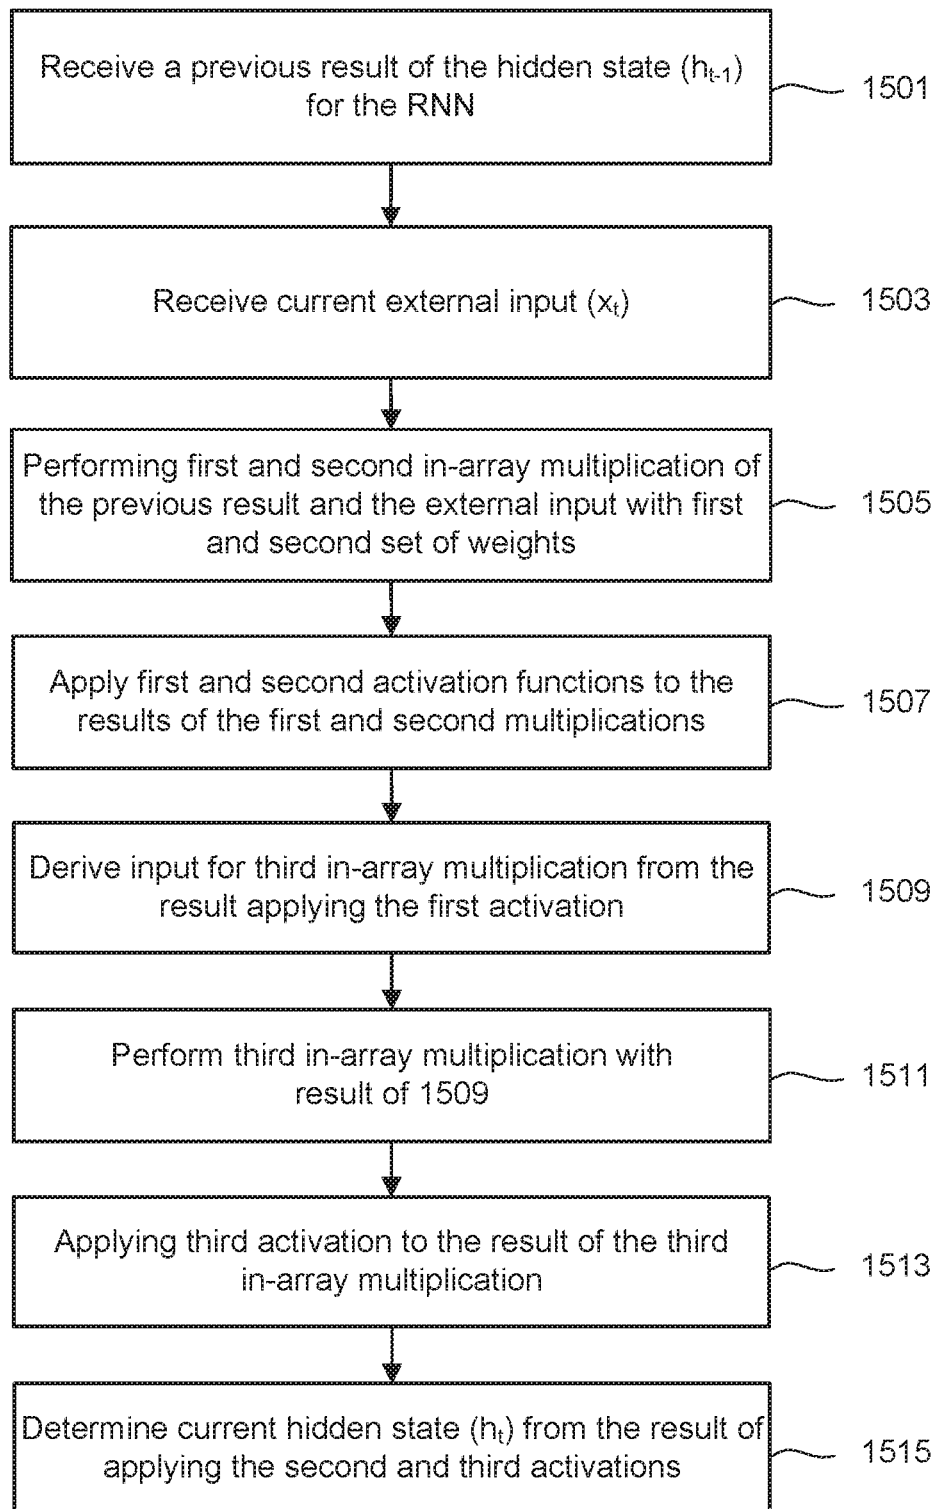 Receive a previous result of the hidden state (hₜ₋₁)
for the RNN
1501
Receive current external input (xₜ)
1503
Performing first and second in-array multiplication of
the previous result and the external input with first
and second set of weights
1505
Apply first and second activation functions to the
results of the first and second multiplications
1507
Derive input for third in-array multiplication from the
result applying the first activation
1509
Perform third in-array multiplication with
result of 1509
1511
Applying third activation to the result of the third
in-array multiplication
1513
Determine current hidden state (hₜ) from the result of
applying the second and third activations
1515